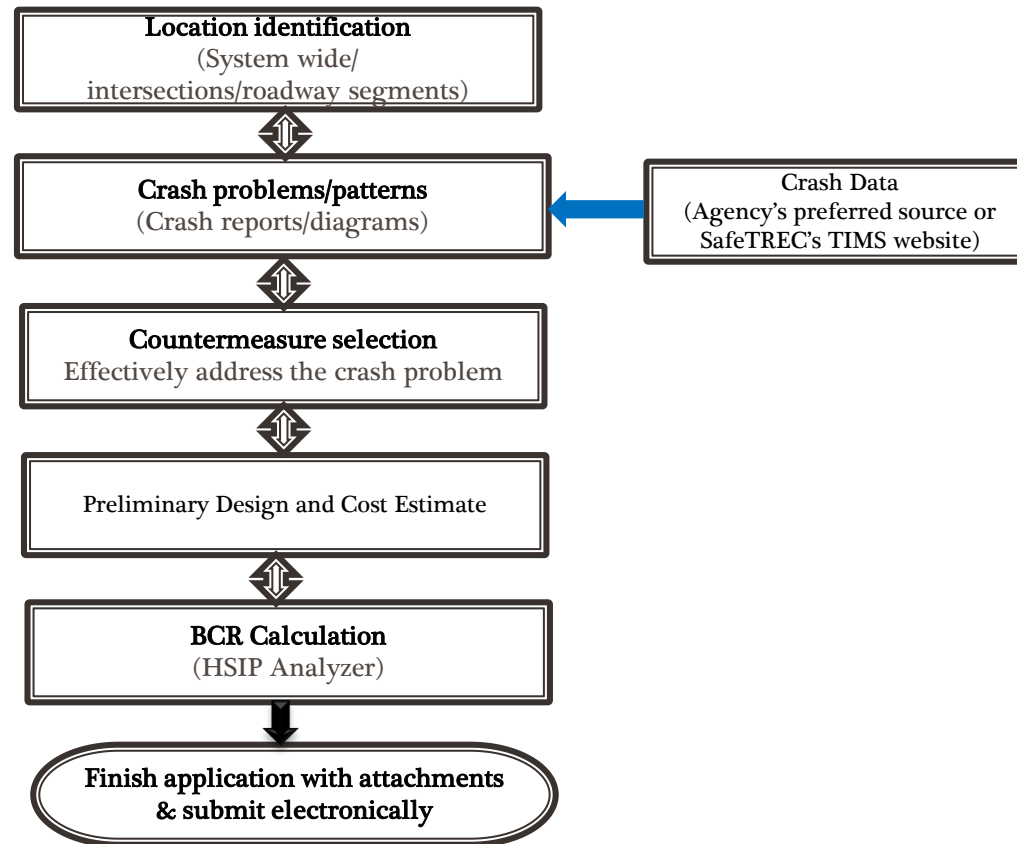 Location identification
(System wide/
intersections/roadway segments)
Crash problems/patterns
(Crash reports/diagrams)
Crash Data
(Agency's preferred source or
SafeTREC's TIMS website)
Countermeasure selection
Effectively address the crash problem
Preliminary Design and Cost Estimate
BCR Calculation
(HSIP Analyzer)
Finish application with attachments
& submit electronically